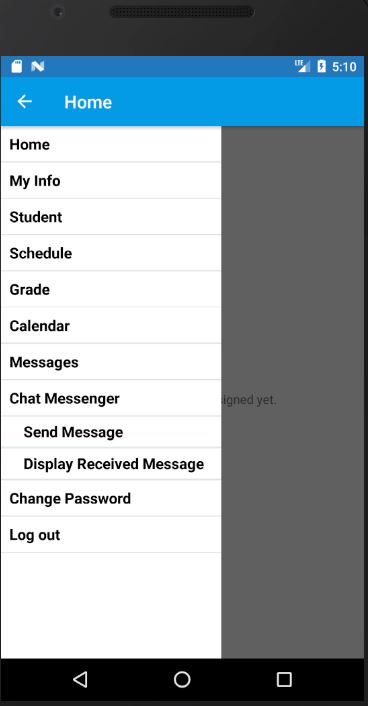 LTE 5:10
Home
Home
My Info
Student
Schedule
Grade
Calendar
Messages
Chat Messenger
signed yet.
Send Message
Display Received Message
Change Password
Log out